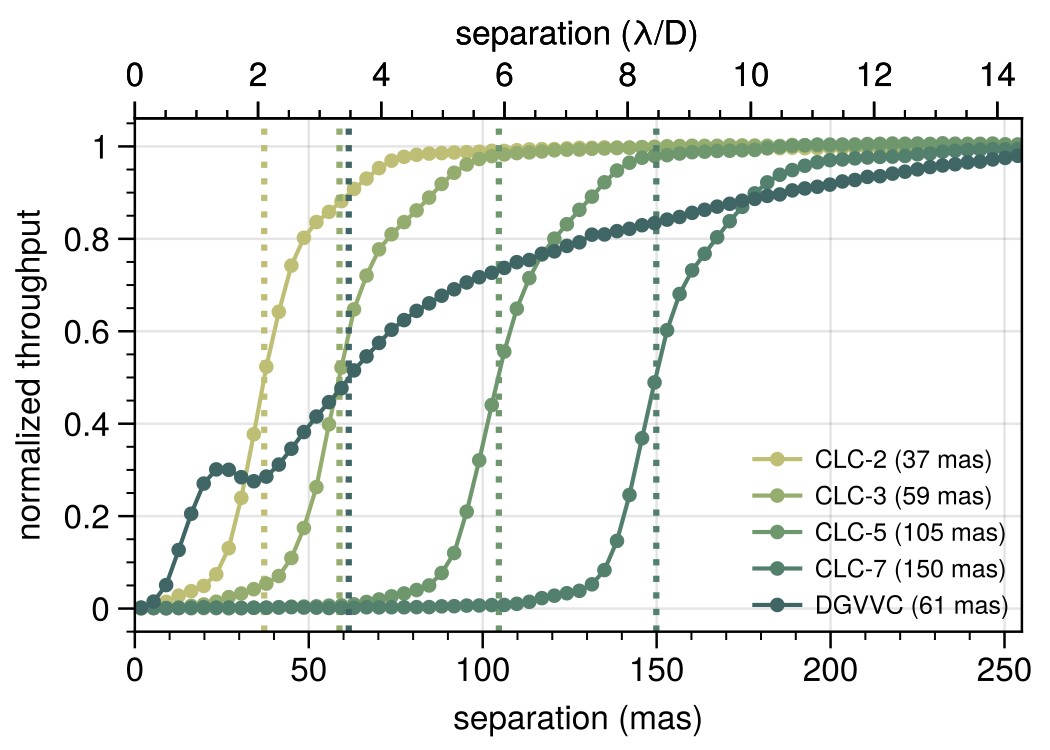 separation (λ/D)
0 2 4 6 8 10 12 14
normalized throughput
1
0.8
0.6
0.4
0.2
0
CLC-2 (37 mas)
CLC-3 (59 mas)
CLC-5 (105 mas)
CLC-7 (150 mas)
DGVVC (61 mas)
0 50 100 150 200 250
separation (mas)